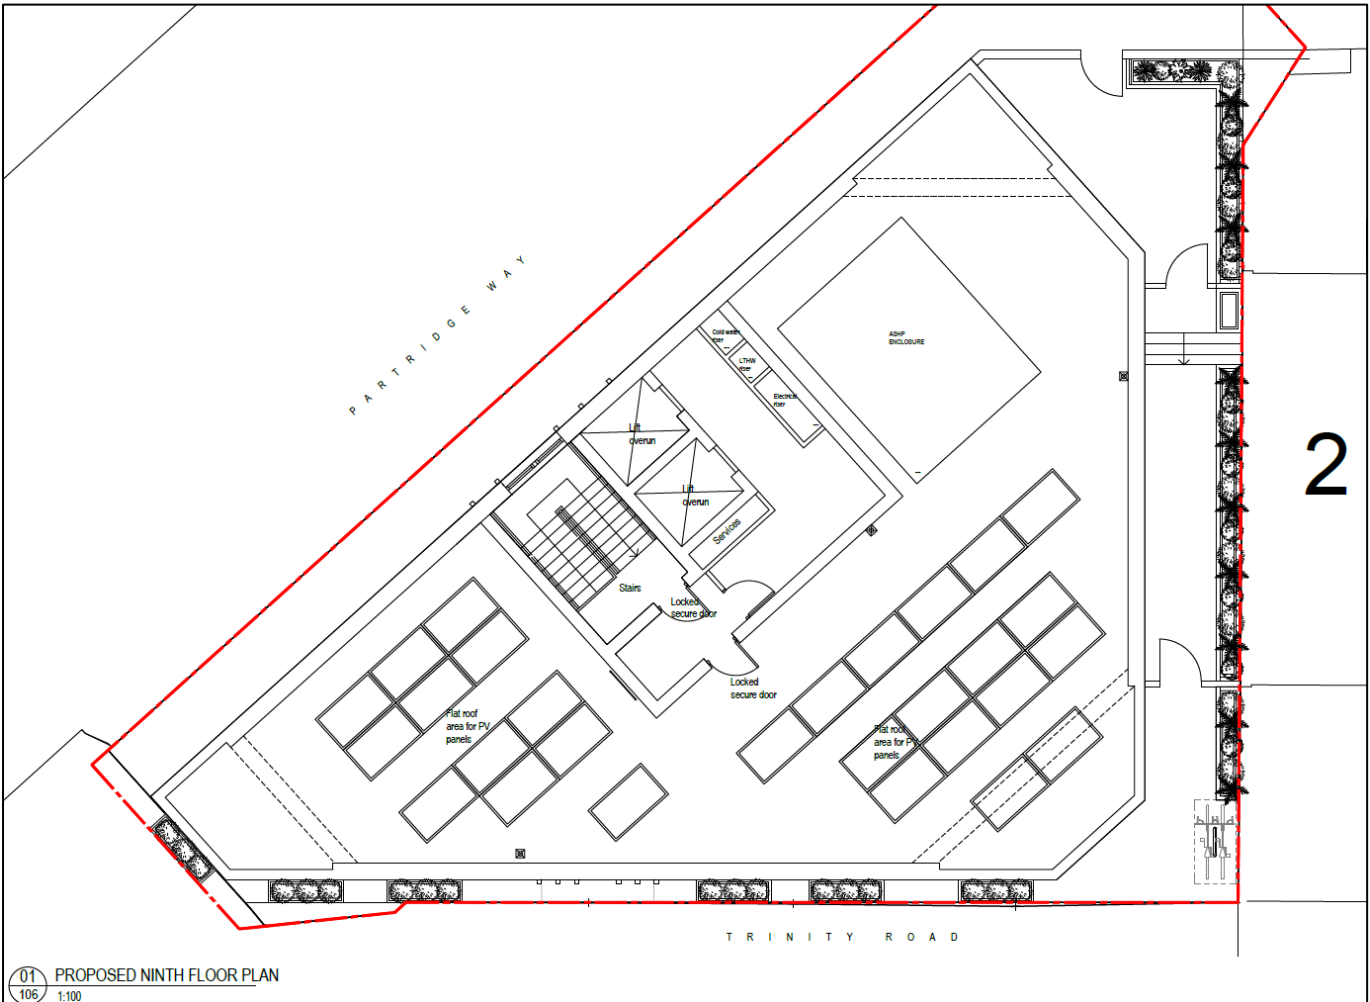 PARTRIDGE WAY
Cold water
riser
LTHW
riser
Electrical
riser
ASHP
ENCLOSURE
Lift
overun
Lift
overun
Services
2
Stairs
Locked
secure door
Locked
secure door
Flat roof
area for PV
panels
Flat roof
area for PV
panels
TRINITY ROAD
01
106
PROPOSED NINTH FLOOR PLAN
1:100